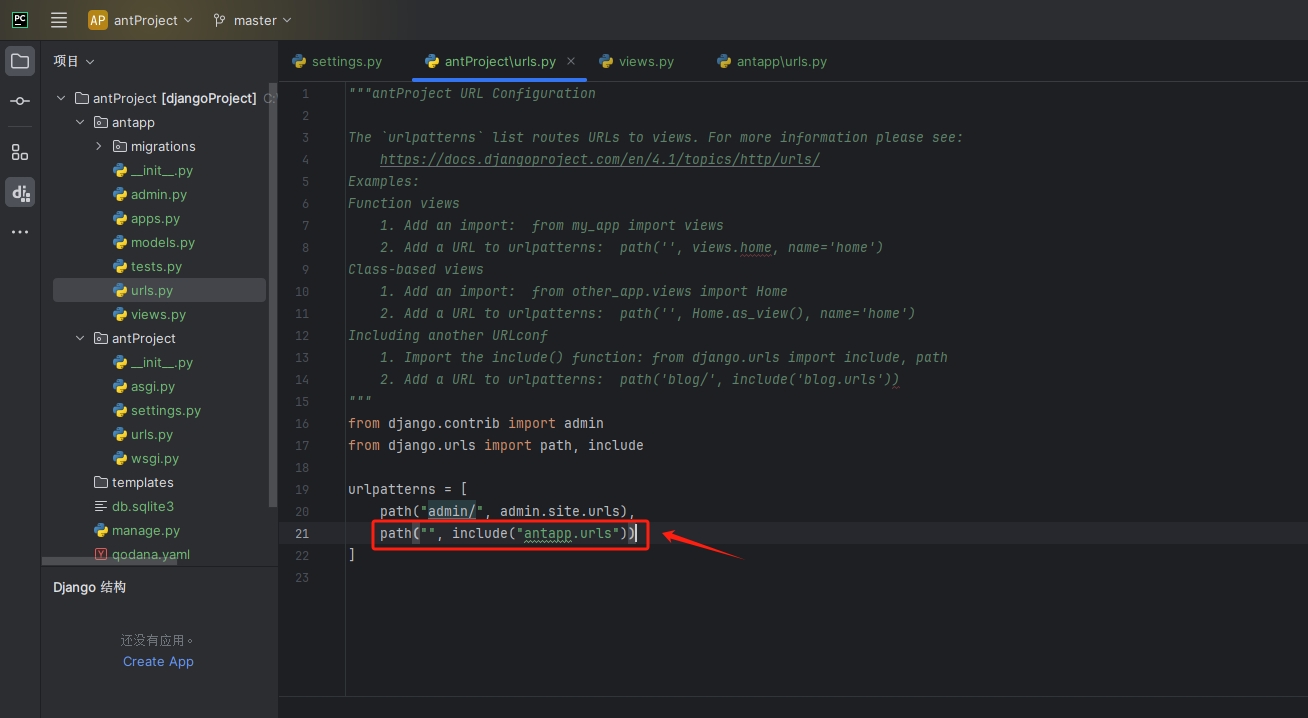 PC
AP antProject master
项目
antProject [djangoProject] C:
antapp
migrations
__init__.py
admin.py
apps.py
models.py
tests.py
urls.py
views.py
antProject
__init__.py
asgi.py
settings.py
urls.py
wsgi.py
templates
db.sqlite3
manage.py
qodana.yaml
Django 结构
还没有应用。
Create App
settings.py antProject\urls.py views.py antapp\urls.py
1 """antProject URL Configuration
2
3 The `urlpatterns` list routes URLs to views. For more information please see:
4 https://docs.djangoproject.com/en/4.1/topics/http/urls/
5 Examples:
6 Function views
7 1. Add an import:  from my_app import views
8 2. Add a URL to urlpatterns:  path('', views.home, name='home')
9 Class-based views
10 1. Add an import:  from other_app.views import Home
11 2. Add a URL to urlpatterns:  path('', Home.as_view(), name='home')
12 Including another URLconf
13 1. Import the include() function: from django.urls import include, path
14 2. Add a URL to urlpatterns:  path('blog/', include('blog.urls'))
15 """
16 from django.contrib import admin
17 from django.urls import path, include
18
19 urlpatterns = [
20 path("admin/", admin.site.urls),
21 path("", include("antapp.urls"))
22 ]
23